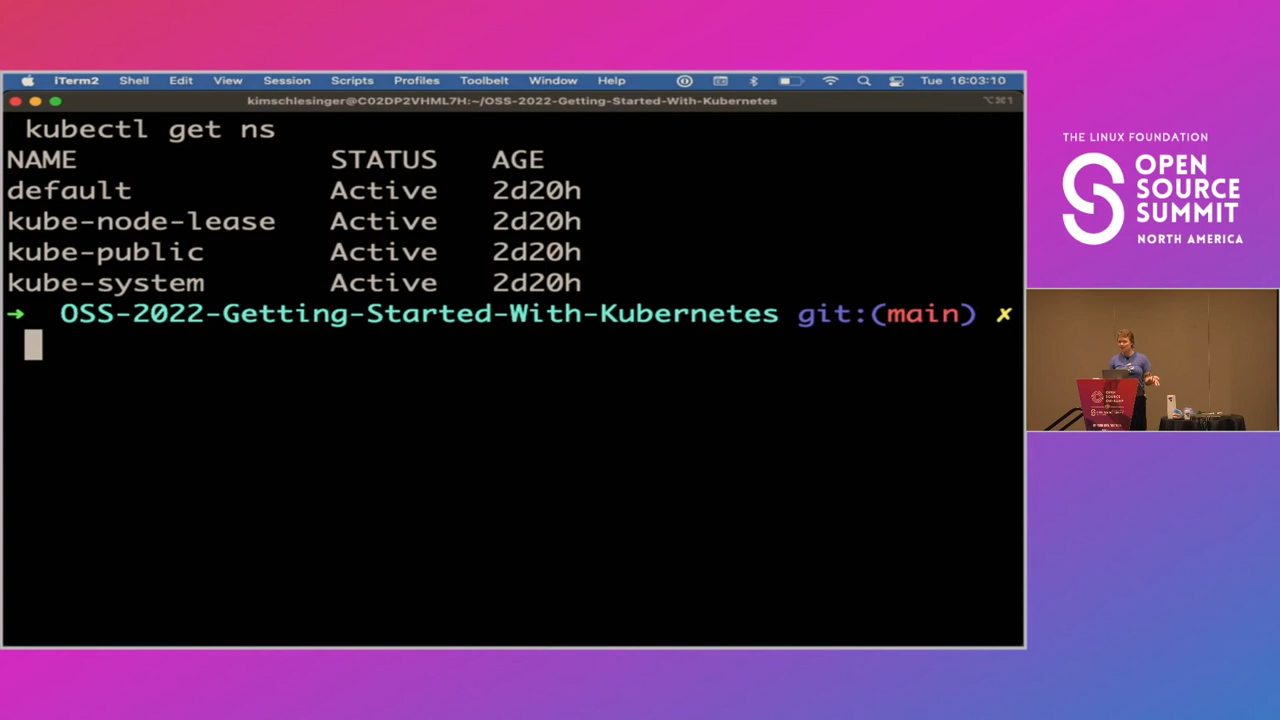 iTerm2 Shell Edit View Session Scripts Profiles Toolbelt Window Help Tue 16:03:10
kimschlesinger@C02DP2VHML7H:~/OSS-2022-Getting-Started-With-Kubernetes ⌥⌘1
kubectl get ns
NAME STATUS AGE
default Active 2d20h
kube-node-lease Active 2d20h
kube-public Active 2d20h
kube-system Active 2d20h
➜ OSS-2022-Getting-Started-With-Kubernetes git:(main) ✗
THE LINUX FOUNDATION
OPEN
SOURCE
SUMMIT
NORTH AMERICA